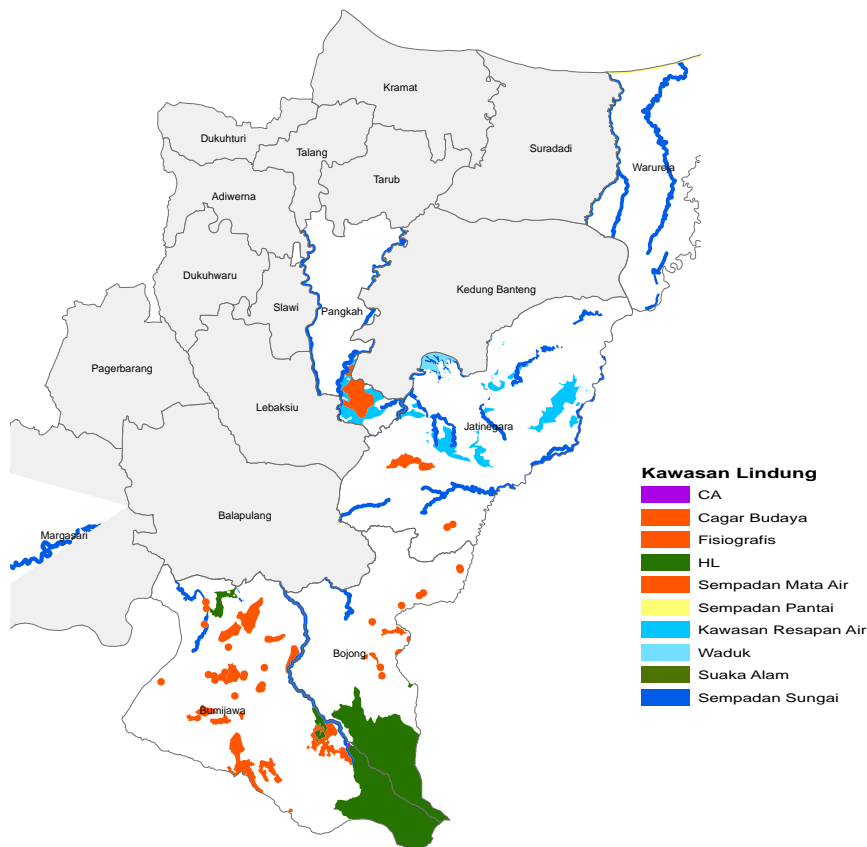 Kramat
Dukuhturi
Talang
Suradadi
Warureja
Tarub
Adiwerna
Dukuhwaru
Kedung Banteng
Slawi
Pangkah
Pagerbarang
Lebaksiu
Jatinegara
Balapulang
Margasari
Bojong
Bumijawa
Kawasan Lindung
CA
Cagar Budaya
Fisiografis
HL
Sempadan Mata Air
Sempadan Pantai
Kawasan Resapan Air
Waduk
Suaka Alam
Sempadan Sungai